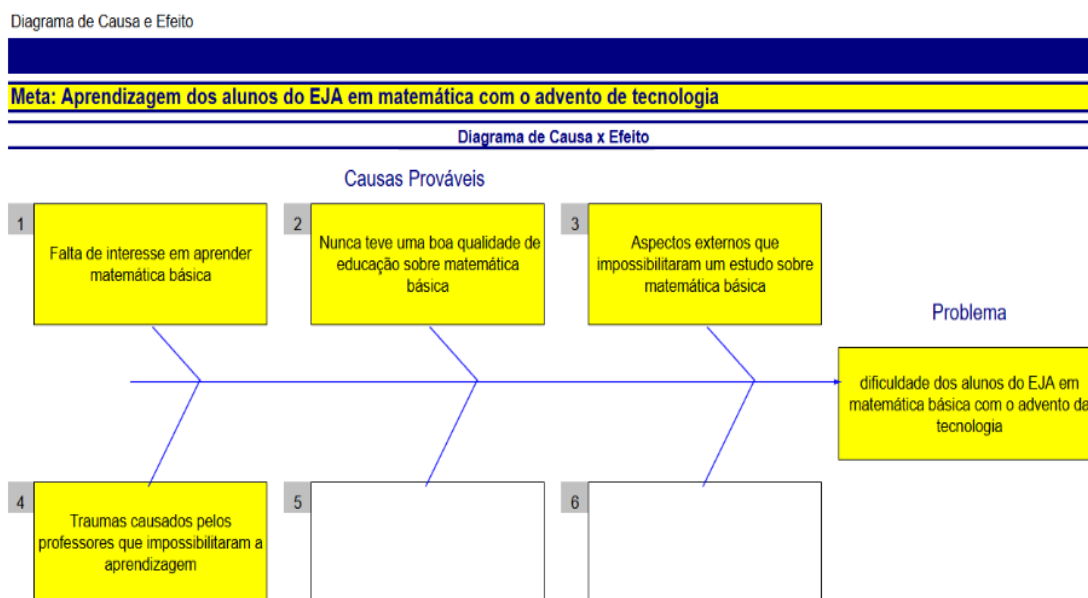 Diagrama de Causa e Efeito
Meta: Aprendizagem dos alunos do EJA em matemática com o advento de tecnologia
Diagrama de Causa x Efeito
Causas Prováveis
1
Falta de interesse em aprender
matemática básica
2
Nunca teve uma boa qualidade de
educação sobre matemática
básica
3
Aspectos externos que
impossibilitaram um estudo sobre
matemática básica
Problema
dificuldade dos alunos do EJA em
matemática básica com o advento da
tecnologia
4
Traumas causados pelos
professores que impossibilitaram a
aprendizagem
5
6